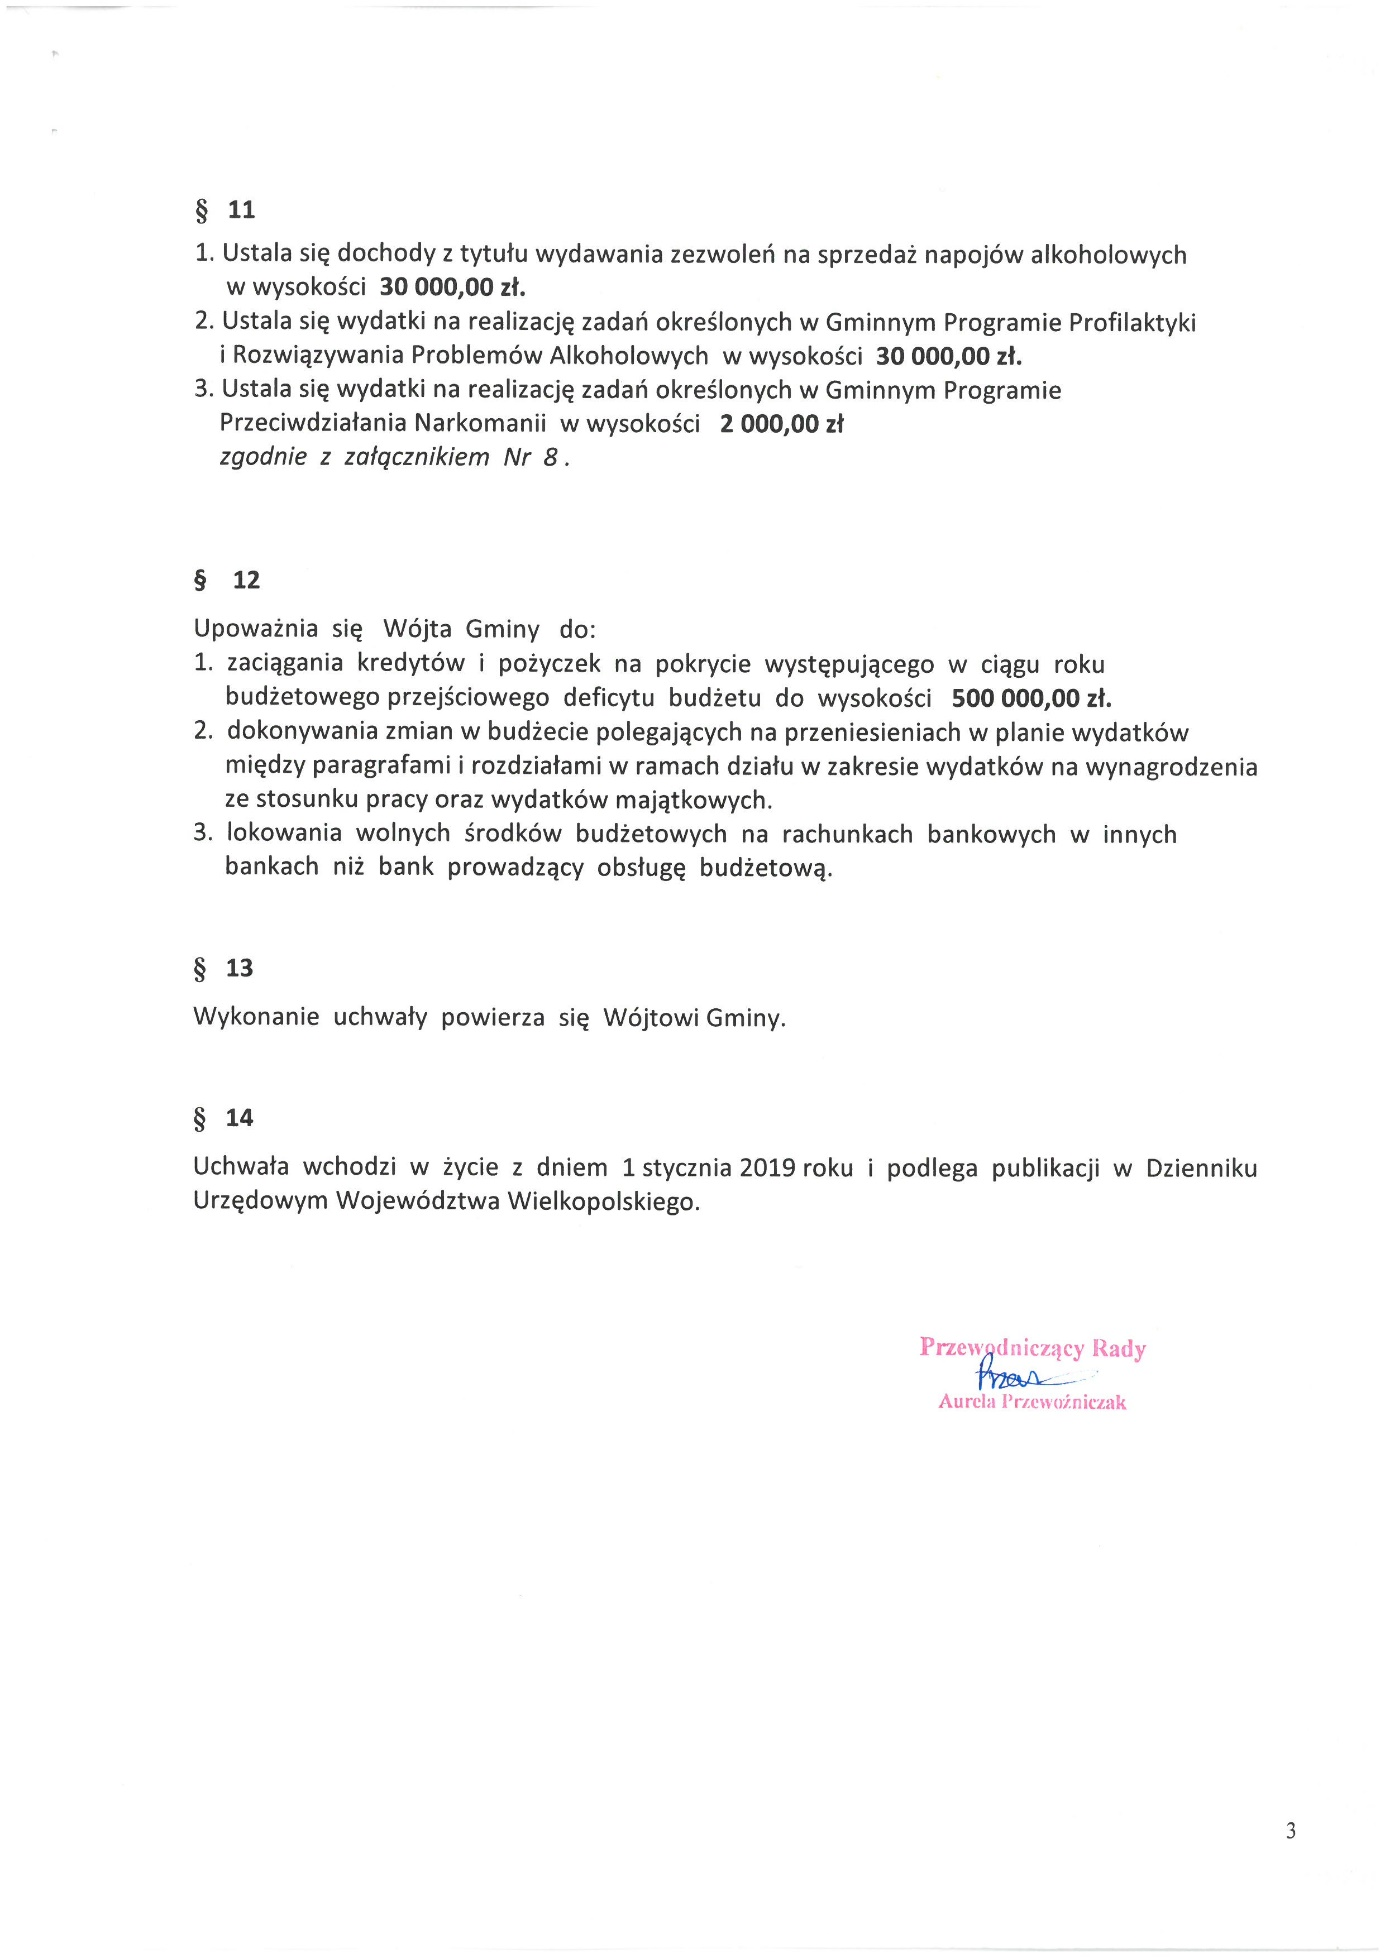 § 11
1. Ustala się dochody z tytułu wydawania zezwoleń na sprzedaż napojów alkoholowych
w wysokości 30 000,00 zł.
2. Ustala się wydatki na realizację zadań określonych w Gminnym Programie Profilaktyki
i Rozwiązywania Problemów Alkoholowych w wysokości 30 000,00 zł.
3. Ustala się wydatki na realizację zadań określonych w Gminnym Programie
Przeciwdziałania Narkomanii w wysokości 2 000,00 zł
zgodnie z załącznikiem Nr 8 .
§ 12
Upoważnia się Wójta Gminy do:
1. zaciągania kredytów i pożyczek na pokrycie występującego w ciągu roku
budżetowego przejściowego deficytu budżetu do wysokości 500 000,00 zł.
2. dokonywania zmian w budżecie polegających na przeniesieniach w planie wydatków
między paragrafami i rozdziałami w ramach działu w zakresie wydatków na wynagrodzenia
ze stosunku pracy oraz wydatków majątkowych.
3. lokowania wolnych środków budżetowych na rachunkach bankowych w innych
bankach niż bank prowadzący obsługę budżetową.
§ 13
Wykonanie uchwały powierza się Wójtowi Gminy.
§ 14
Uchwała wchodzi w życie z dniem 1 stycznia 2019 roku i podlega publikacji w Dzienniku
Urzędowym Województwa Wielkopolskiego.
Przewodniczący Rady
Aurela Przewoźniczak
3